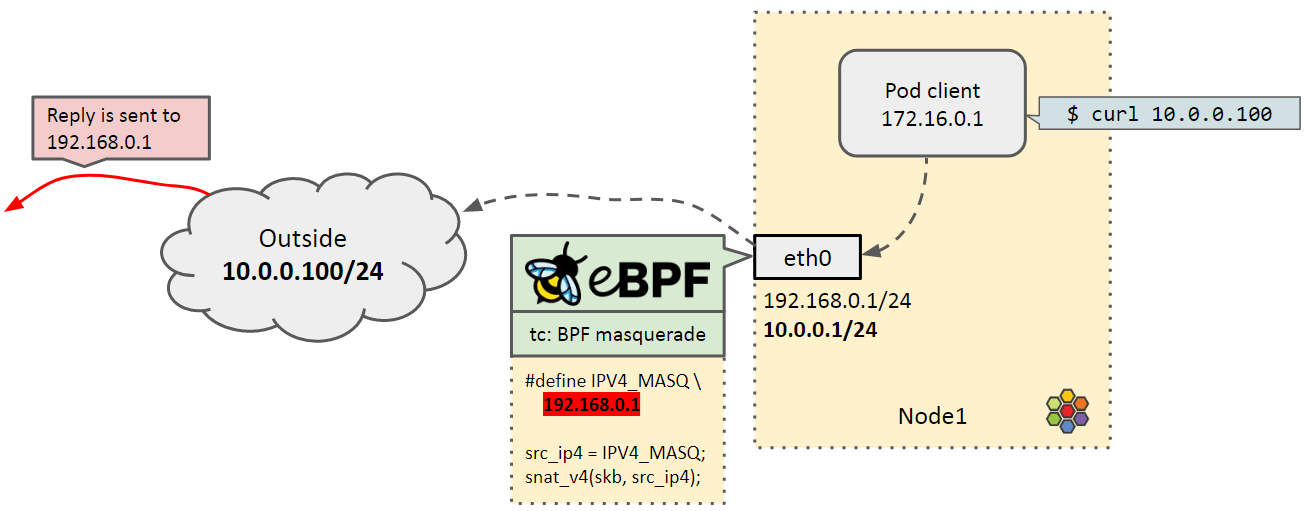 Reply is sent to
192.168.0.1
Outside
10.0.0.100/24
eBPF
tc: BPF masquerade
#define IPV4_MASQ \
192.168.0.1
src_ip4 = IPV4_MASQ;
snat_v4(skb, src_ip4);
Pod client
172.16.0.1
$ curl 10.0.0.100
eth0
192.168.0.1/24
10.0.0.1/24
Node1